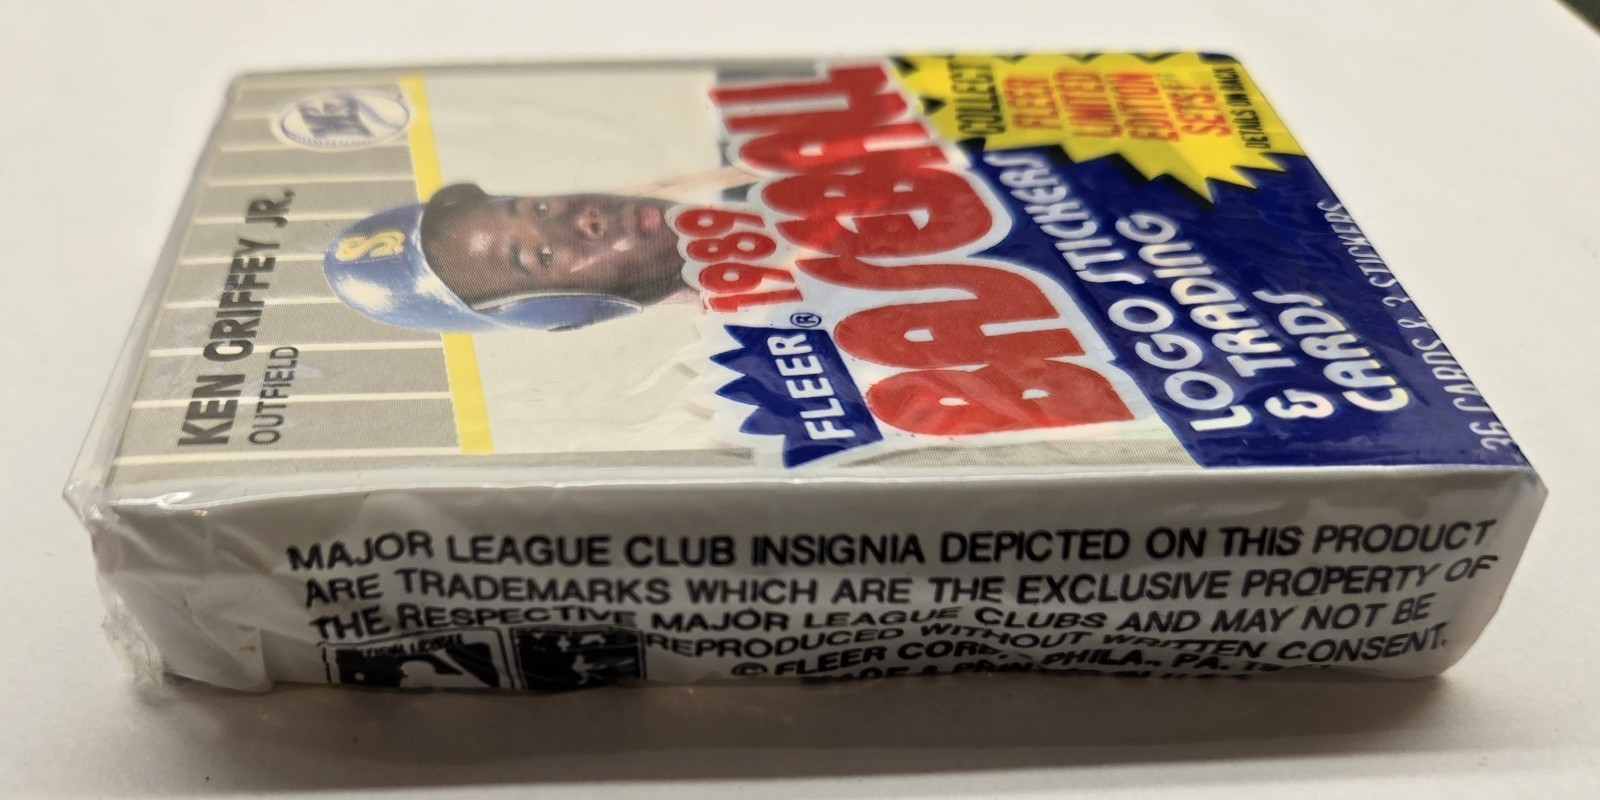 KEN GRIFFEY JR.
OUTFIELD
S
FLEER®
1989
BASEBALL
LOGO STICKERS
& TRADING
CARDS
COLLECT
FLEER
LIMITED
EDITION
SETS!
DETAILS ON BACK
36 CARDS & 3 STICKERS
MAJOR LEAGUE CLUB INSIGNIA DEPICTED ON THIS PRODUCT
ARE TRADEMARKS WHICH ARE THE EXCLUSIVE PROPERTY OF
THE RESPECTIVE MAJOR LEAGUE CLUBS AND MAY NOT BE
REPRODUCED WITHOUT WRITTEN CONSENT.
© FLEER CORP., PHILA., PA.